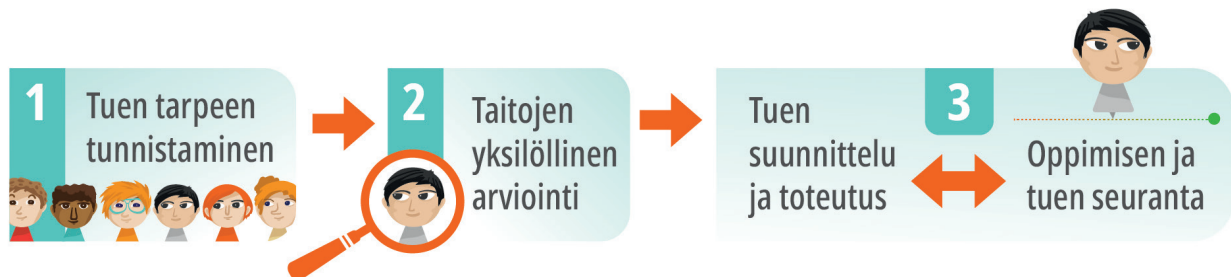 1
Tuen tarpeen
tunnistaminen
2
Taitojen
yksilöllinen
arviointi
3
Tuen
suunnittelu
ja toteutus
Oppimisen ja
tuen seuranta